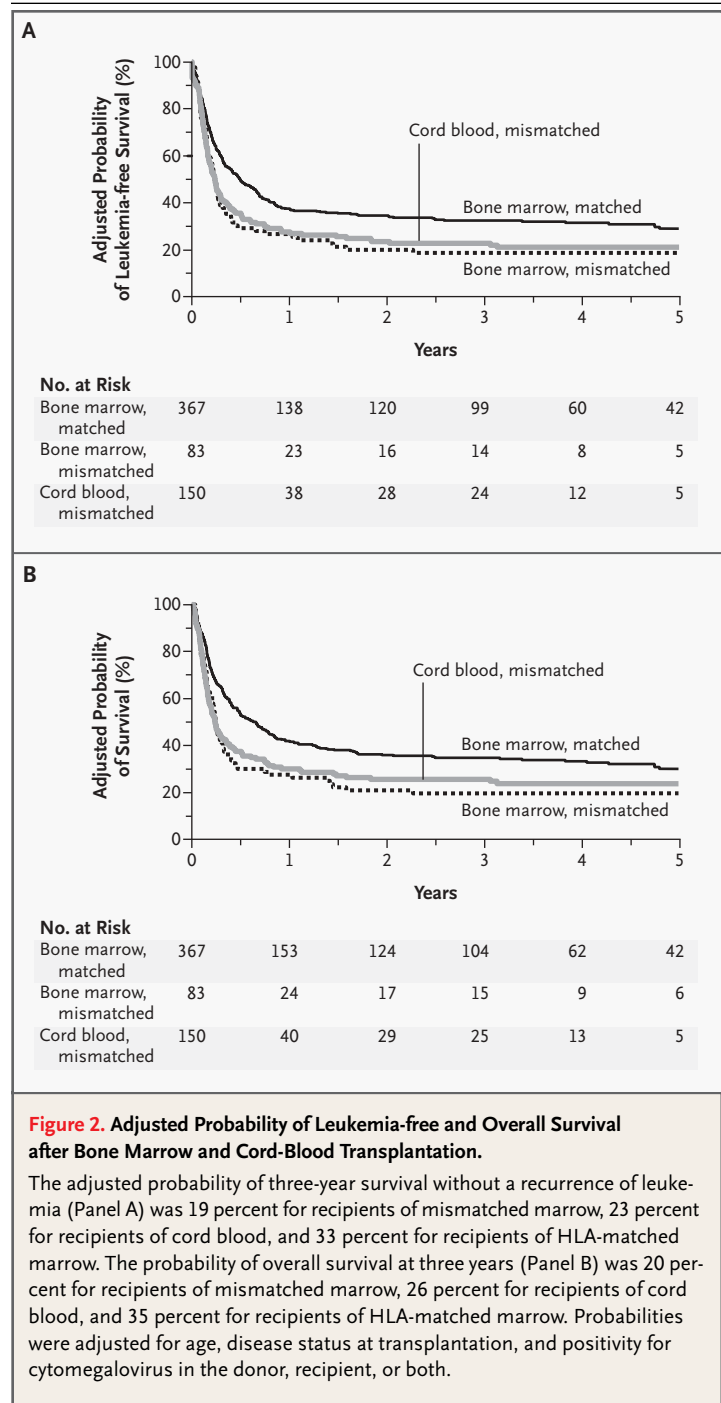 A
Adjusted Probability
of Leukemia-free Survival (%)
100
80
60
40
20
0
Cord blood, mismatched
Bone marrow, matched
Bone marrow, mismatched
0 1 2 3 4 5
Years
No. at Risk
Bone marrow, 367 138 120 99 60 42
matched
Bone marrow, 83 23 16 14 8 5
mismatched
Cord blood, 150 38 28 24 12 5
mismatched
B
Adjusted Probability
of Survival (%)
100
80
60
40
20
0
Cord blood, mismatched
Bone marrow, matched
Bone marrow, mismatched
0 1 2 3 4 5
Years
No. at Risk
Bone marrow, 367 153 124 104 62 42
matched
Bone marrow, 83 24 17 15 9 6
mismatched
Cord blood, 150 40 29 25 13 5
mismatched
Figure 2. Adjusted Probability of Leukemia-free and Overall Survival
after Bone Marrow and Cord-Blood Transplantation.
The adjusted probability of three-year survival without a recurrence of leuke-
mia (Panel A) was 19 percent for recipients of mismatched marrow, 23 percent
for recipients of cord blood, and 33 percent for recipients of HLA-matched
marrow. The probability of overall survival at three years (Panel B) was 20 per-
cent for recipients of mismatched marrow, 26 percent for recipients of cord
blood, and 35 percent for recipients of HLA-matched marrow. Probabilities
were adjusted for age, disease status at transplantation, and positivity for
cytomegalovirus in the donor, recipient, or both.